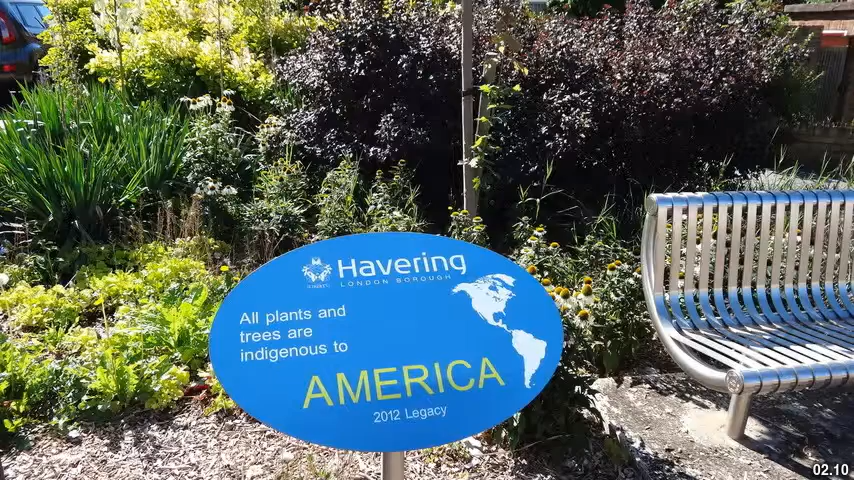 Havering
LONDON BOROUGH
All plants and
trees are
indigenous to
AMERICA
2012 Legacy
02.10